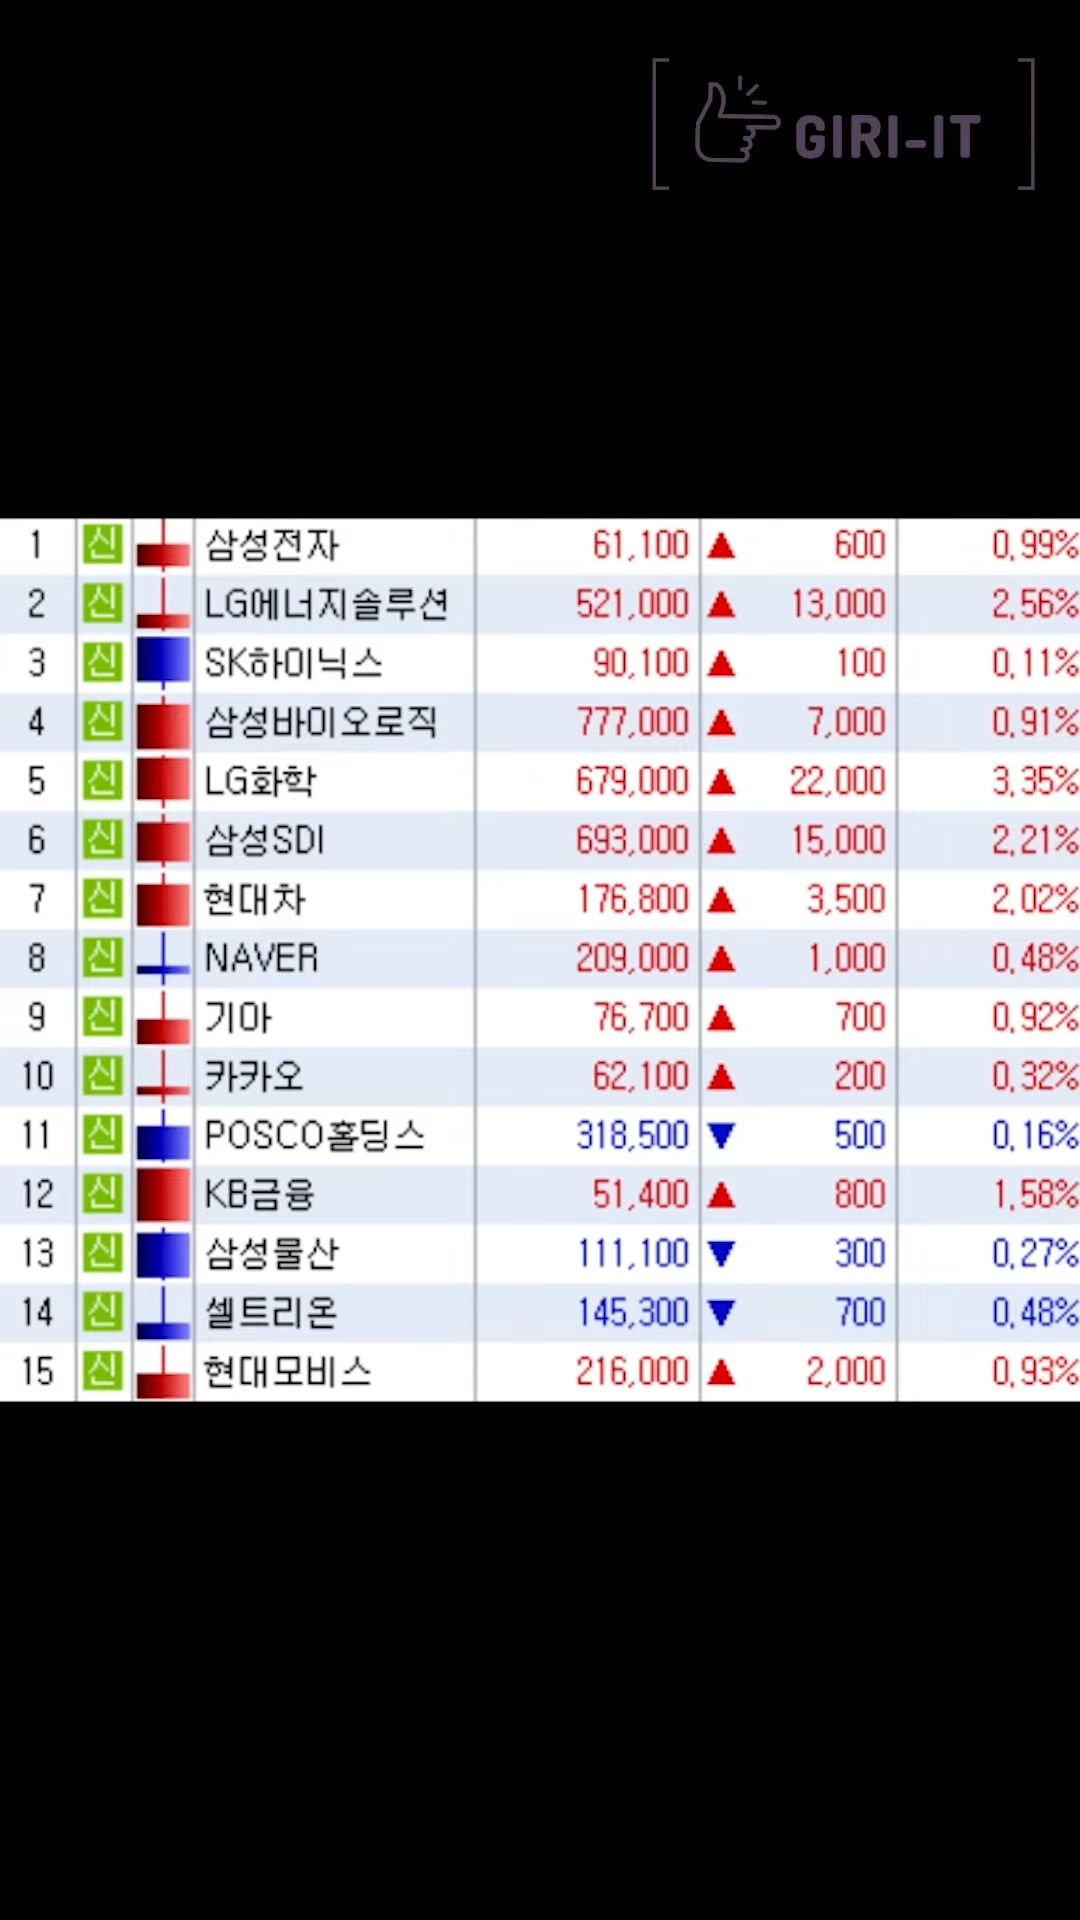 GIRI-IT
1 신 삼성전자 61,100 ▲ 600 0.99%
2 신 LG에너지솔루션 521,000 ▲ 13,000 2.56%
3 신 SK하이닉스 90,100 ▲ 100 0.11%
4 신 삼성바이오로직 777,000 ▲ 7,000 0.91%
5 신 LG화학 679,000 ▲ 22,000 3.35%
6 신 삼성SDI 693,000 ▲ 15,000 2.21%
7 신 현대차 176,800 ▲ 3,500 2.02%
8 신 NAVER 209,000 ▲ 1,000 0.48%
9 신 기아 76,700 ▲ 700 0.92%
10 신 카카오 62,100 ▲ 200 0.32%
11 신 POSCO홀딩스 318,500 ▼ 500 0.16%
12 신 KB금융 51,400 ▲ 800 1.58%
13 신 삼성물산 111,100 ▼ 300 0.27%
14 신 셀트리온 145,300 ▼ 700 0.48%
15 신 현대모비스 216,000 ▲ 2,000 0.93%